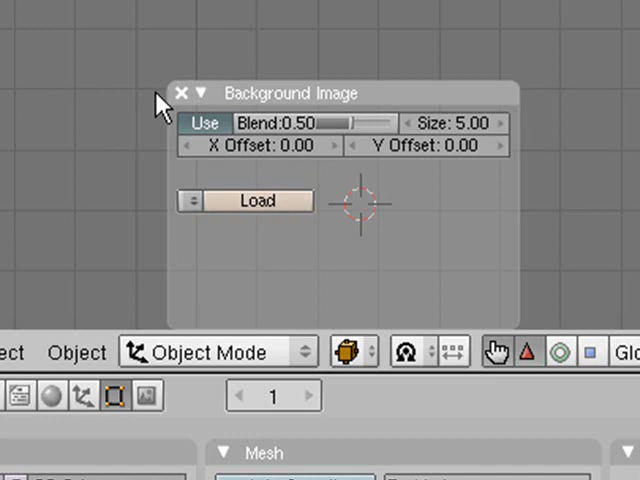 Background Image
Use Blend:0.50 Size: 5.00
X Offset: 0.00 Y Offset: 0.00
Load
ect Object Object Mode Glo
1
Mesh